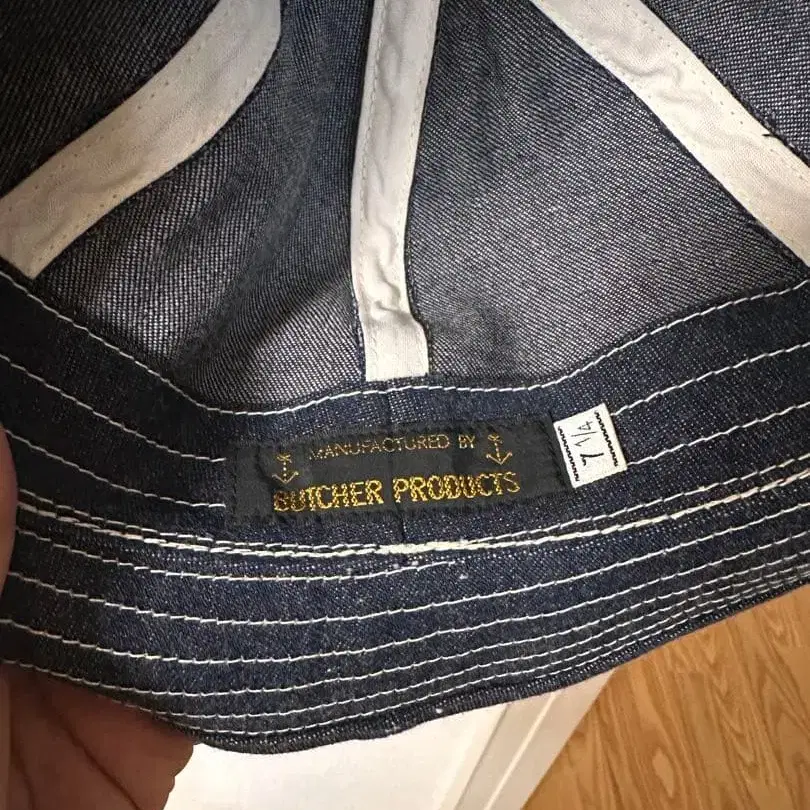 MANUFACTURED BY
BUTCHER PRODUCTS
7 1/4